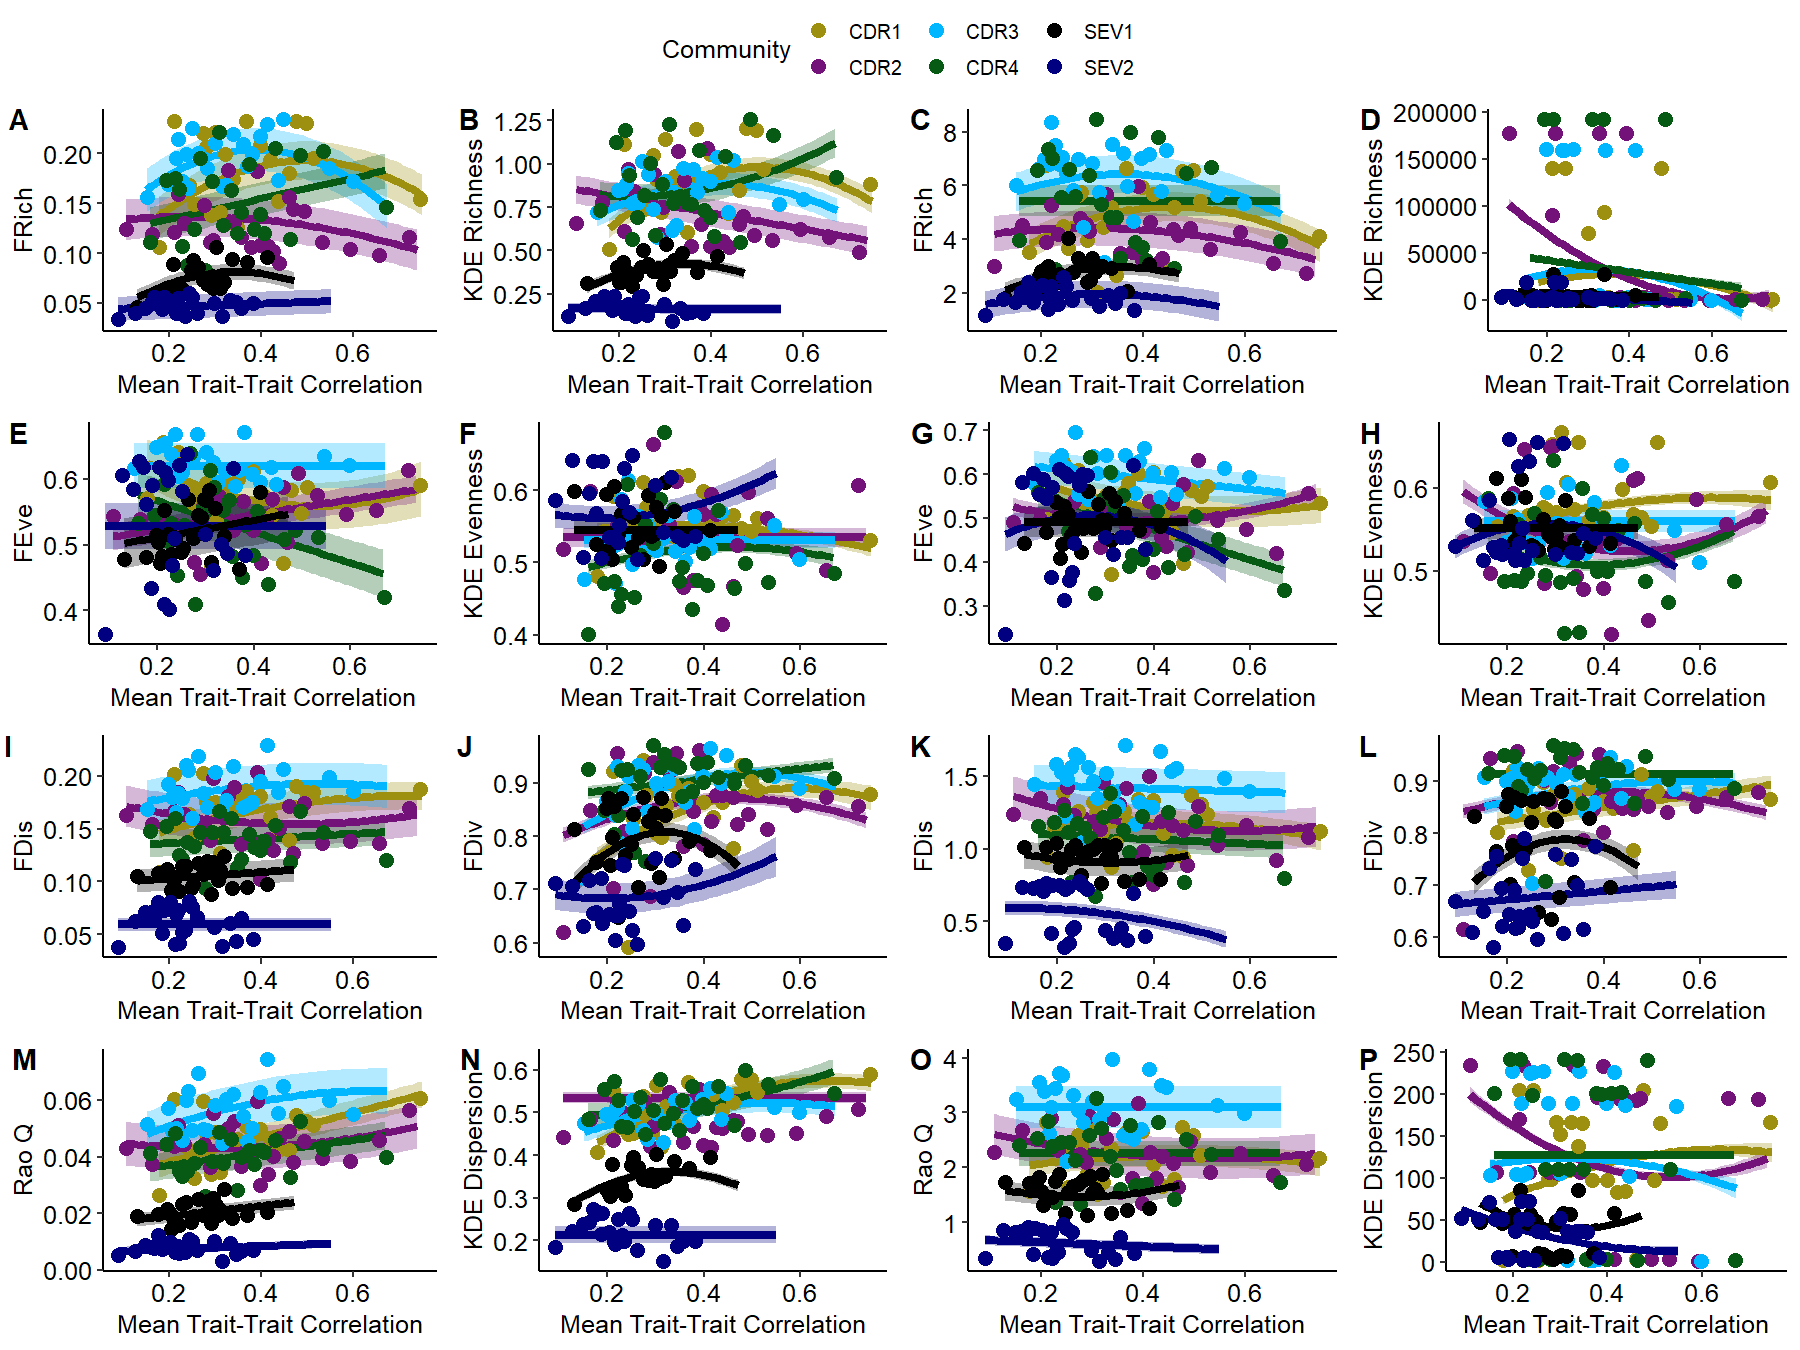 Community
CDR1 CDR3 SEV1
CDR2 CDR4 SEV2
A
FRich
0.20
0.15
0.10
0.05
0.2 0.4 0.6
Mean Trait-Trait Correlation
B
KDE Richness
1.25
1.00
0.75
0.50
0.25
0.2 0.4 0.6
Mean Trait-Trait Correlation
C
FRich
8
6
4
2
0.2 0.4 0.6
Mean Trait-Trait Correlation
D
KDE Richness
200000
150000
100000
50000
0
0.2 0.4 0.6
Mean Trait-Trait Correlation
E
FEve
0.6
0.5
0.4
0.2 0.4 0.6
Mean Trait-Trait Correlation
F
KDE Evenness
0.6
0.5
0.4
0.2 0.4 0.6
Mean Trait-Trait Correlation
G
FEve
0.7
0.6
0.5
0.4
0.3
0.2 0.4 0.6
Mean Trait-Trait Correlation
H
KDE Evenness
0.6
0.5
0.2 0.4 0.6
Mean Trait-Trait Correlation
I
FDis
0.20
0.15
0.10
0.05
0.2 0.4 0.6
Mean Trait-Trait Correlation
J
FDiv
0.9
0.8
0.7
0.6
0.2 0.4 0.6
Mean Trait-Trait Correlation
K
FDis
1.5
1.0
0.5
0.2 0.4 0.6
Mean Trait-Trait Correlation
L
FDiv
0.9
0.8
0.7
0.6
0.2 0.4 0.6
Mean Trait-Trait Correlation
M
Rao Q
0.06
0.04
0.02
0.00
0.2 0.4 0.6
Mean Trait-Trait Correlation
N
KDE Dispersion
0.6
0.5
0.4
0.3
0.2
0.2 0.4 0.6
Mean Trait-Trait Correlation
O
Rao Q
4
3
2
1
0.2 0.4 0.6
Mean Trait-Trait Correlation
P
KDE Dispersion
250
200
150
100
50
0
0.2 0.4 0.6
Mean Trait-Trait Correlation